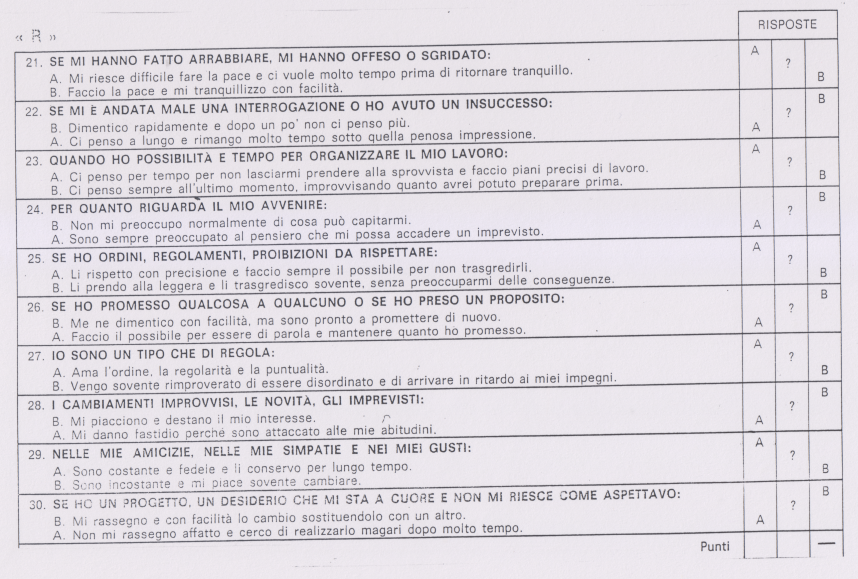 RISPOSTE
« R »
21. SE MI HANNO FATTO ARRABBIARE, MI HANNO OFFESO O SGRIDATO:
A. Mi riesce difficile fare la pace e ci vuole molto tempo prima di ritornare tranquillo.
B. Faccio la pace e mi tranquillizzo con facilità.
A ? B
22. SE MI È ANDATA MALE UNA INTERROGAZIONE O HO AVUTO UN INSUCCESSO:
B. Dimentico rapidamente e dopo un po' non ci penso più.
A. Ci penso a lungo e rimango molto tempo sotto quella penosa impressione.
A ? B
23. QUANDO HO POSSIBILITÀ E TEMPO PER ORGANIZZARE IL MIO LAVORO:
A. Ci penso per tempo per non lasciarmi prendere alla sprovvista e faccio piani precisi di lavoro.
B. Ci penso sempre all'ultimo momento, improvvisando quanto avrei potuto preparare prima.
A ? B
24. PER QUANTO RIGUARDA IL MIO AVVENIRE:
B. Non mi preoccupo normalmente di cosa può capitarmi.
A. Sono sempre preoccupato al pensiero che mi possa accadere un imprevisto.
A ? B
25. SE HO ORDINI, REGOLAMENTI, PROIBIZIONI DA RISPETTARE:
A. Li rispetto con precisione e faccio sempre il possibile per non trasgredirli.
B. Li prendo alla leggera e li trasgredisco sovente, senza preoccuparmi delle conseguenze.
A ? B
26. SE HO PROMESSO QUALCOSA A QUALCUNO O SE HO PRESO UN PROPOSITO:
B. Me ne dimentico con facilità, ma sono pronto a promettere di nuovo.
A. Faccio il possibile per essere di parola e mantenere quanto ho promesso.
A ? B
27. IO SONO UN TIPO CHE DI REGOLA:
A. Ama l'ordine, la regolarità e la puntualità.
B. Vengo sovente rimproverato di essere disordinato e di arrivare in ritardo ai miei impegni.
A ? B
28. I CAMBIAMENTI IMPROVVISI, LE NOVITÀ, GLI IMPREVISTI:
B. Mi piacciono e destano il mio interesse.
A. Mi danno fastidio perché sono attaccato alle mie abitudini.
A ? B
29. NELLE MIE AMICIZIE, NELLE MIE SIMPATIE E NEI MIEI GUSTI:
A. Sono costante e fedele e li conservo per lungo tempo.
B. Sono incostante e mi piace sovente cambiare.
A ? B
30. SE HO UN PROGETTO, UN DESIDERIO CHE MI STA A CUORE E NON MI RIESCE COME ASPETTAVO:
B. Mi rassegno e con facilità lo cambio sostituendolo con un altro.
A. Non mi rassegno affatto e cerco di realizzarlo magari dopo molto tempo.
A ? B
Punti —